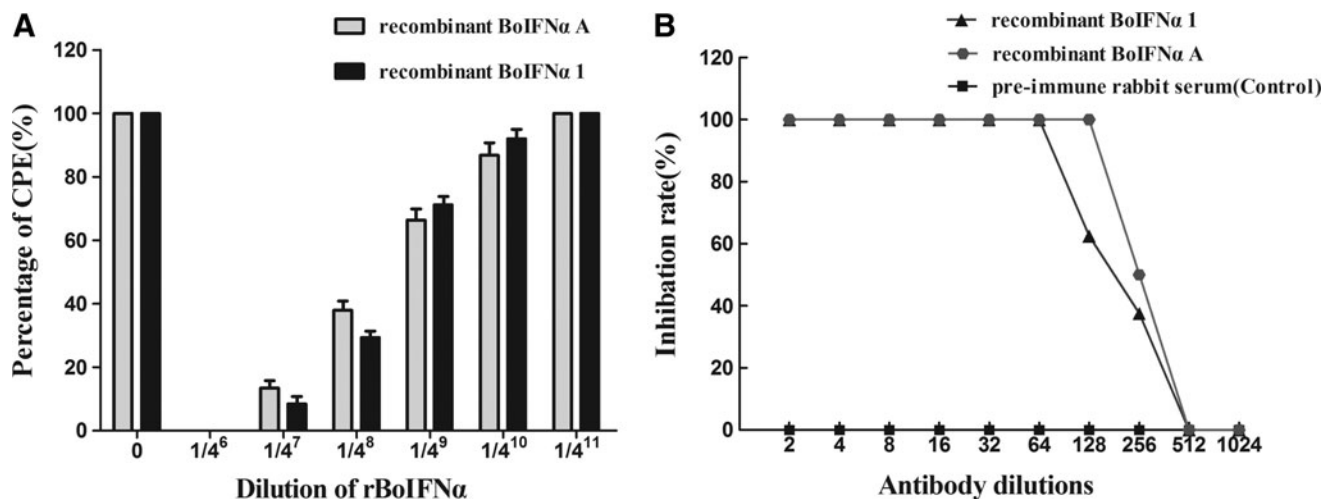 A
recombinant BoIFNα A
recombinant BoIFNα 1
Percentage of CPE(%)
120
100
80
60
40
20
0
0 1/4⁶ 1/4⁷ 1/4⁸ 1/4⁹ 1/4¹⁰ 1/4¹¹
Dilution of rBoIFNα
B
recombinant BoIFNα 1
recombinant BoIFNα A
pre-immune rabbit serum(Control)
Inhibation rate(%)
120
100
80
60
40
20
0
2 4 8 16 32 64 128 256 512 1024
Antibody dilutions